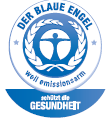 DER BLAUE ENGEL
weil emissionsarm
schützt die
GESUNDHEIT